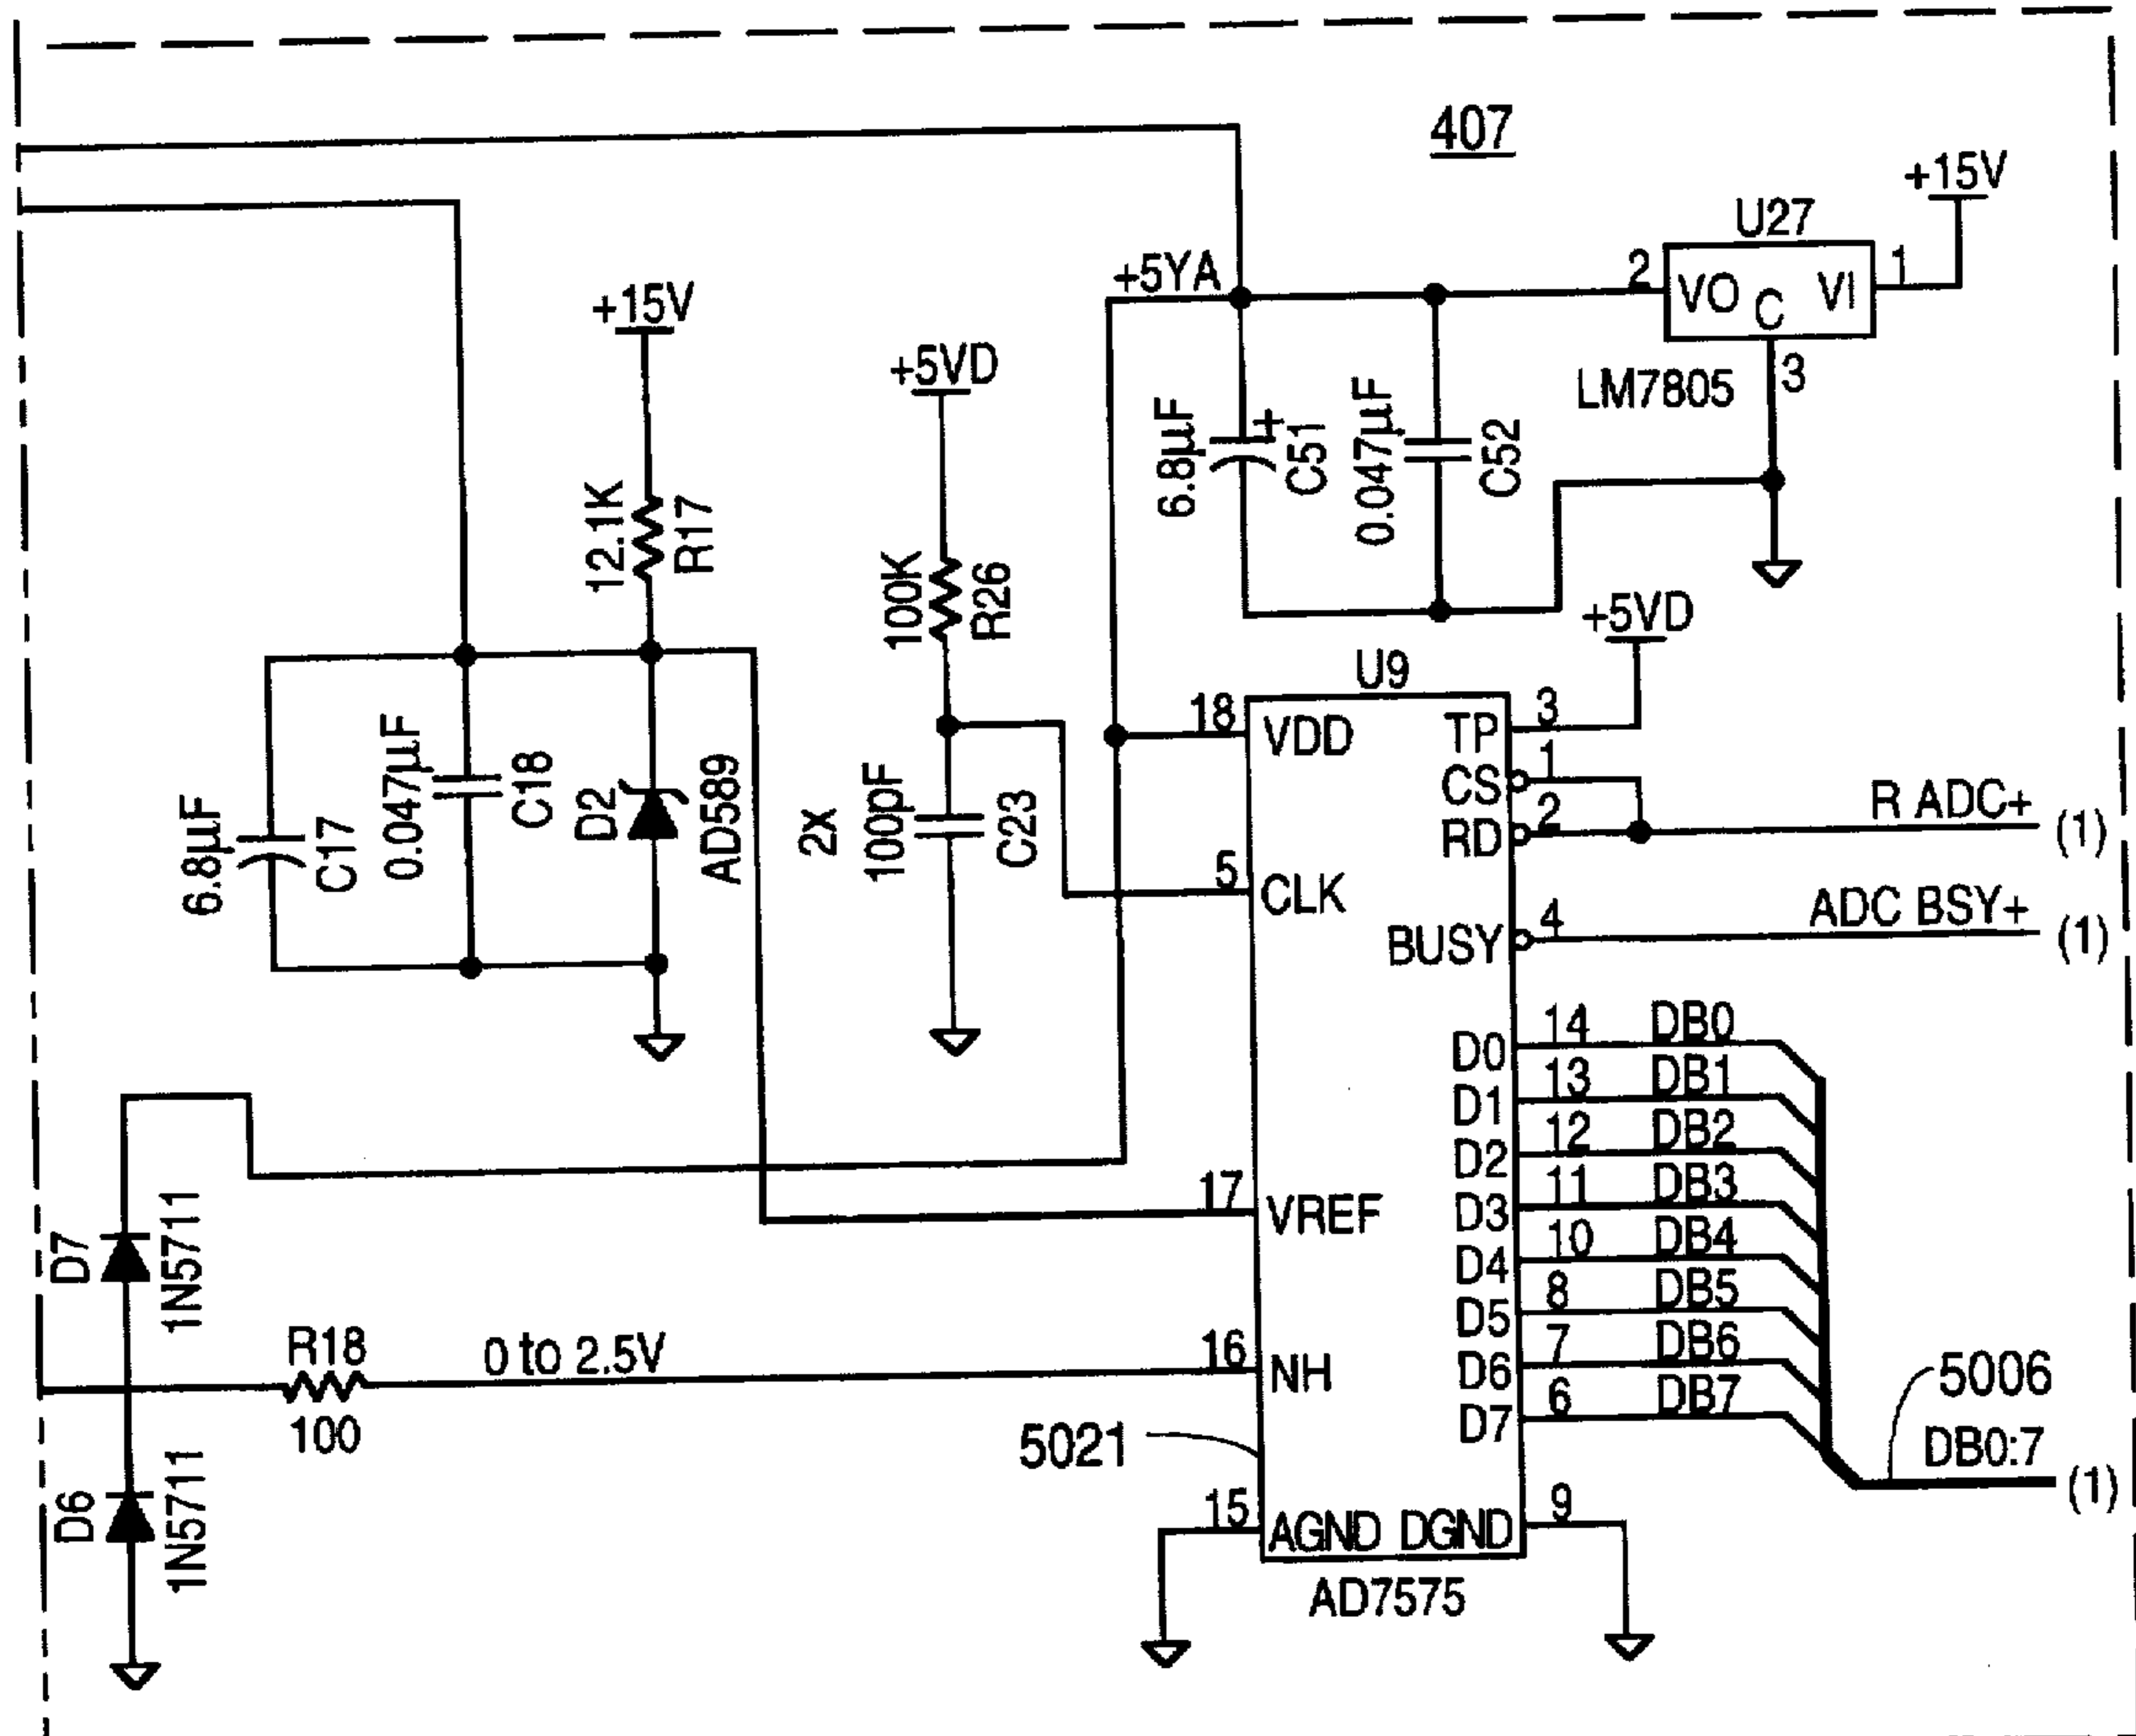 407
+15V
U27
2
VO C VI
1
3
LM7805
+5YA
+15V
+5VD
6.8µF
+
C51
0.047µF
C52
12.1K
R17
100K
R26
+5VD
U9
18
VDD
TP
3
CS
1
RD
2
R ADC+
(1)
6.8µF
C17
0.047µF
C18
D2
AD589
2x
100pF
C23
5
CLK
BUSY
4
ADC BSY+
(1)
D0
14
DB0
D1
13
DB1
D2
12
DB2
D3
11
DB3
D4
10
DB4
D5
8
DB5
D6
7
DB6
D7
6
DB7
17
VREF
D7
1N5711
R18
100
0 to 2.5V
16
NH
5021
5006
DB0:7
(1)
D6
1N5711
15
AGND DGND
9
AD7575